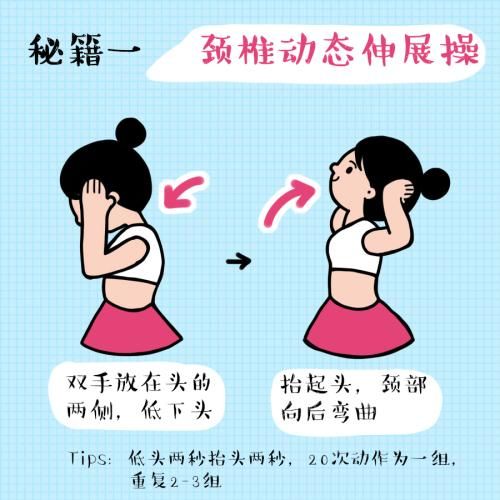 秘籍一 颈椎动态伸展操
双手放在头的
两侧，低下头
抬起头，颈部
向后弯曲
Tips: 低头两秒抬头两秒，20次动作为一组，
重复2-3组